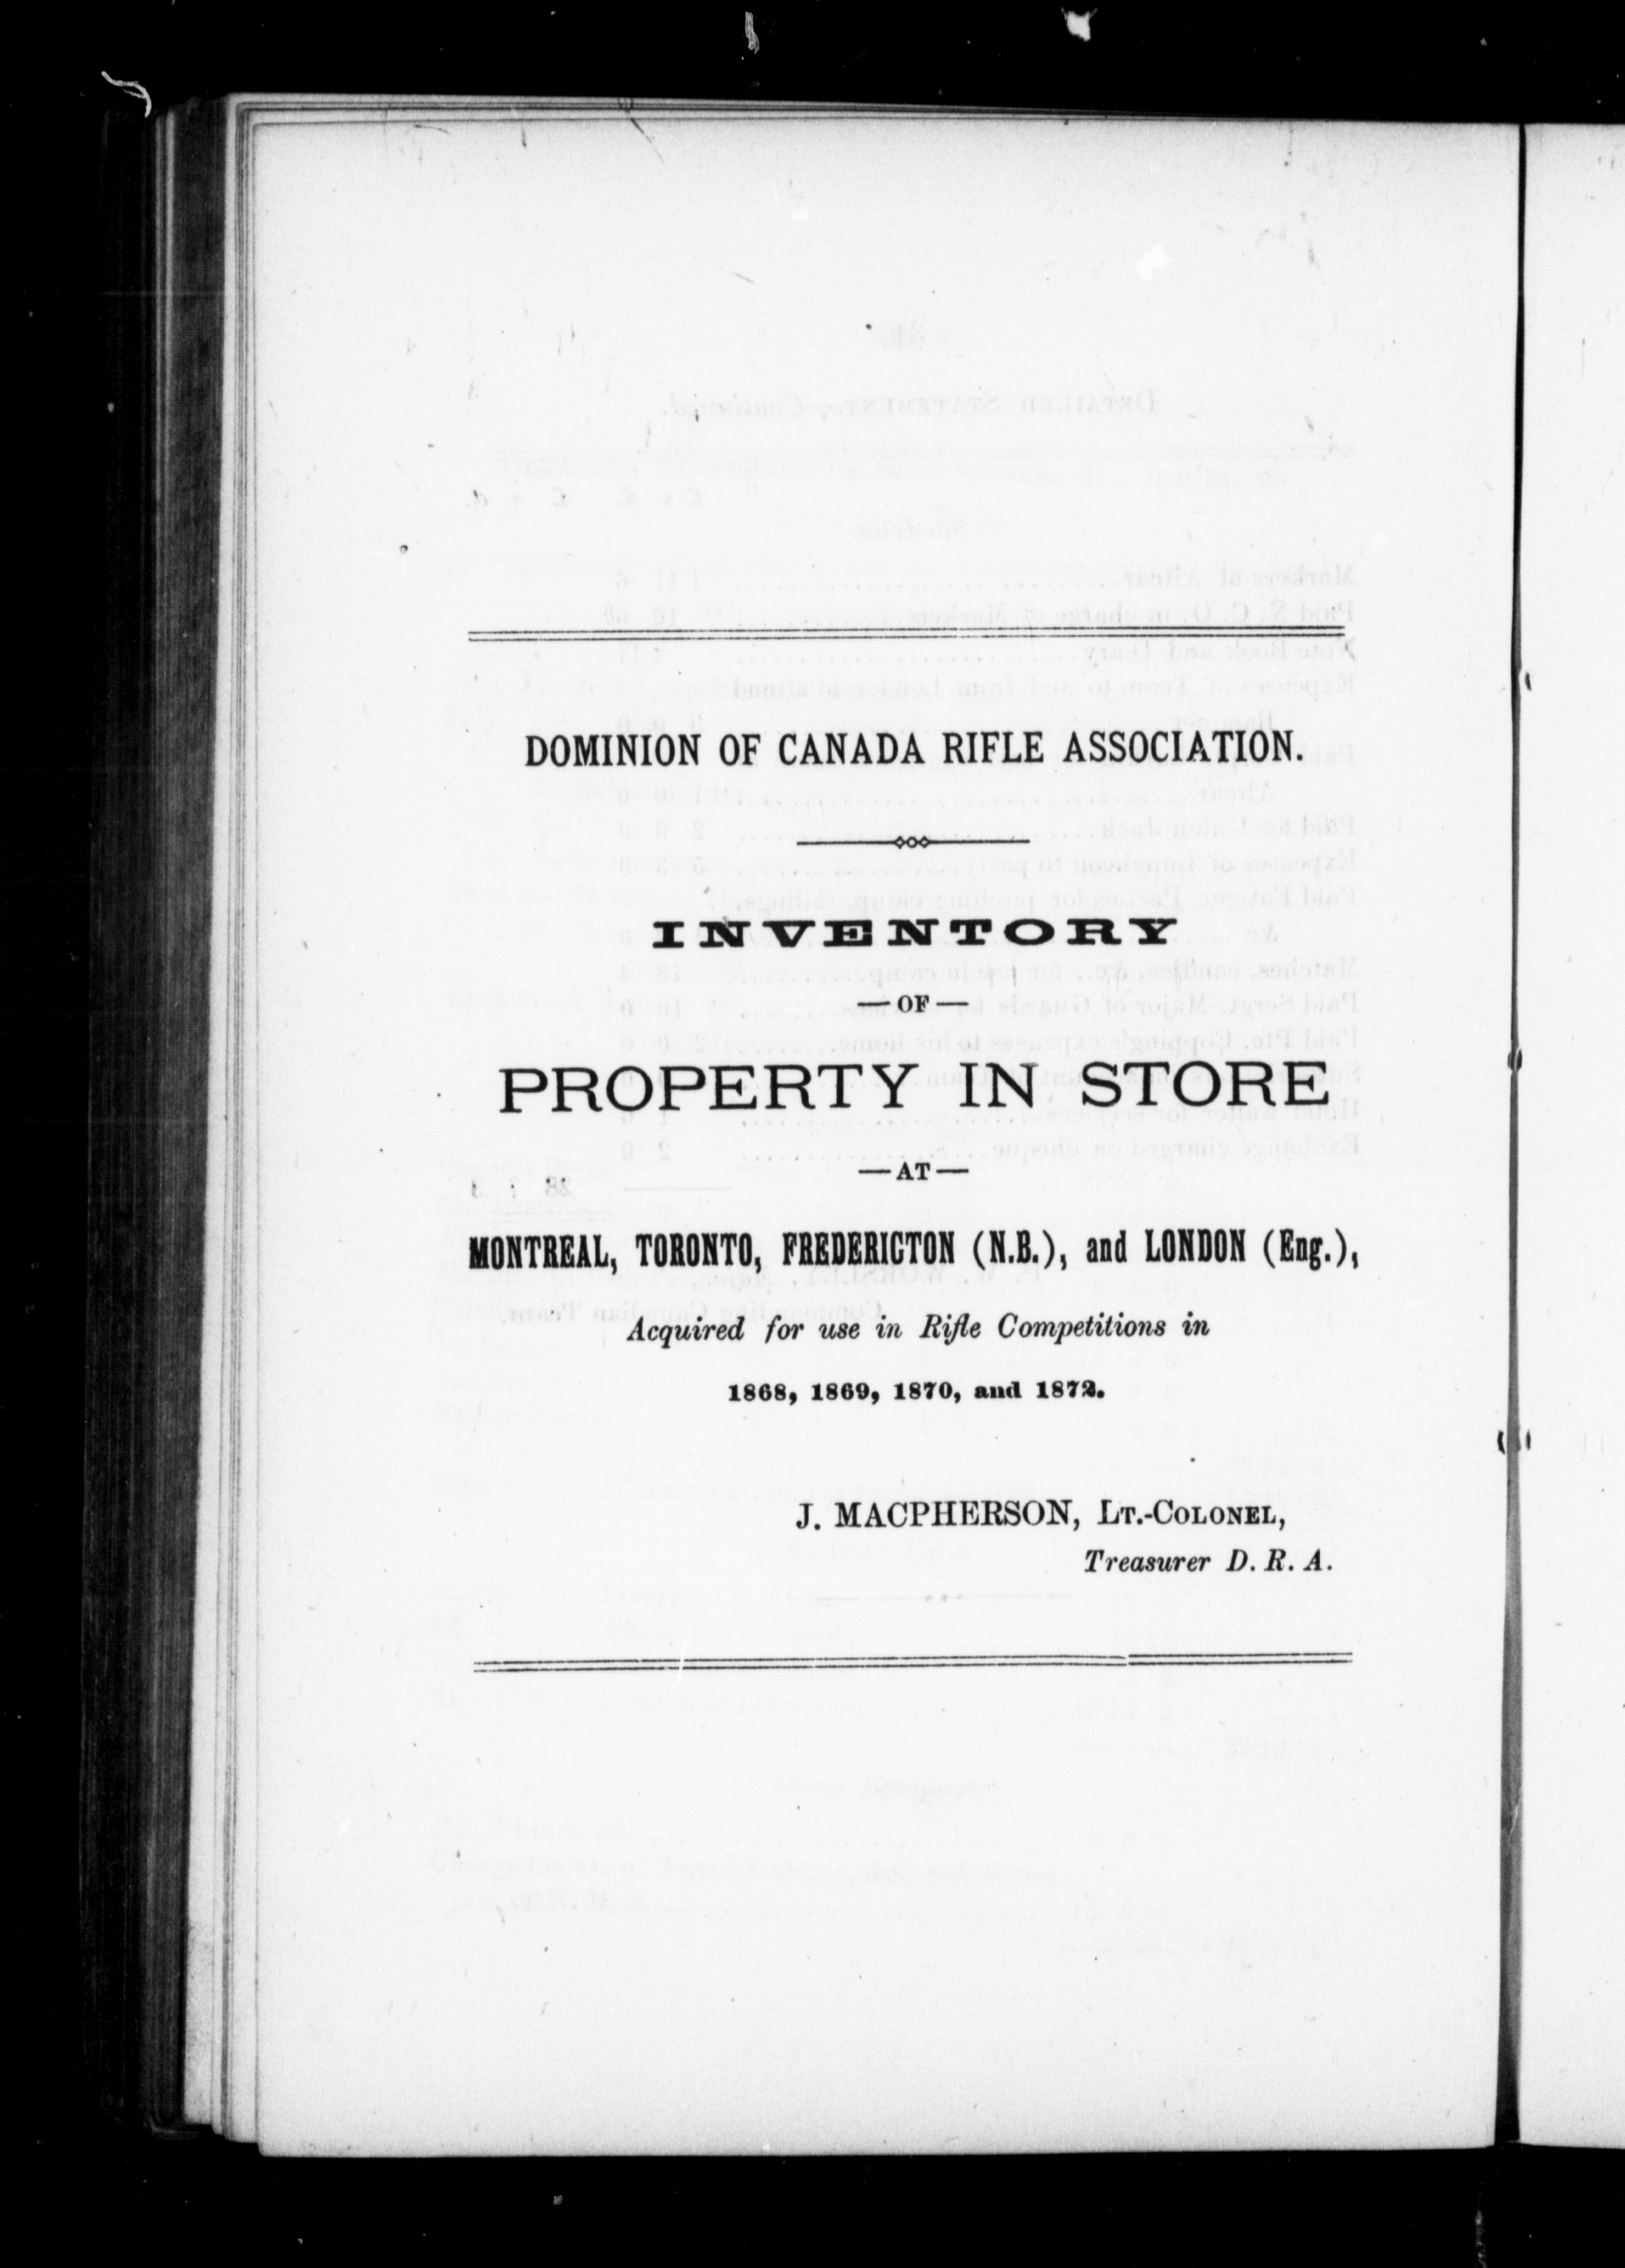 DOMINION OF CANADA RIFLE ASSOCIATION.
INVENTORY
—OF—
PROPERTY IN STORE
—AT—
MONTREAL, TORONTO, FREDERICTON (N.B.), and LONDON (Eng.),
Acquired for use in Rifle Competitions in
1868, 1869, 1870, and 1872.
J. MACPHERSON, LT.-COLONEL,
Treasurer D. R. A.